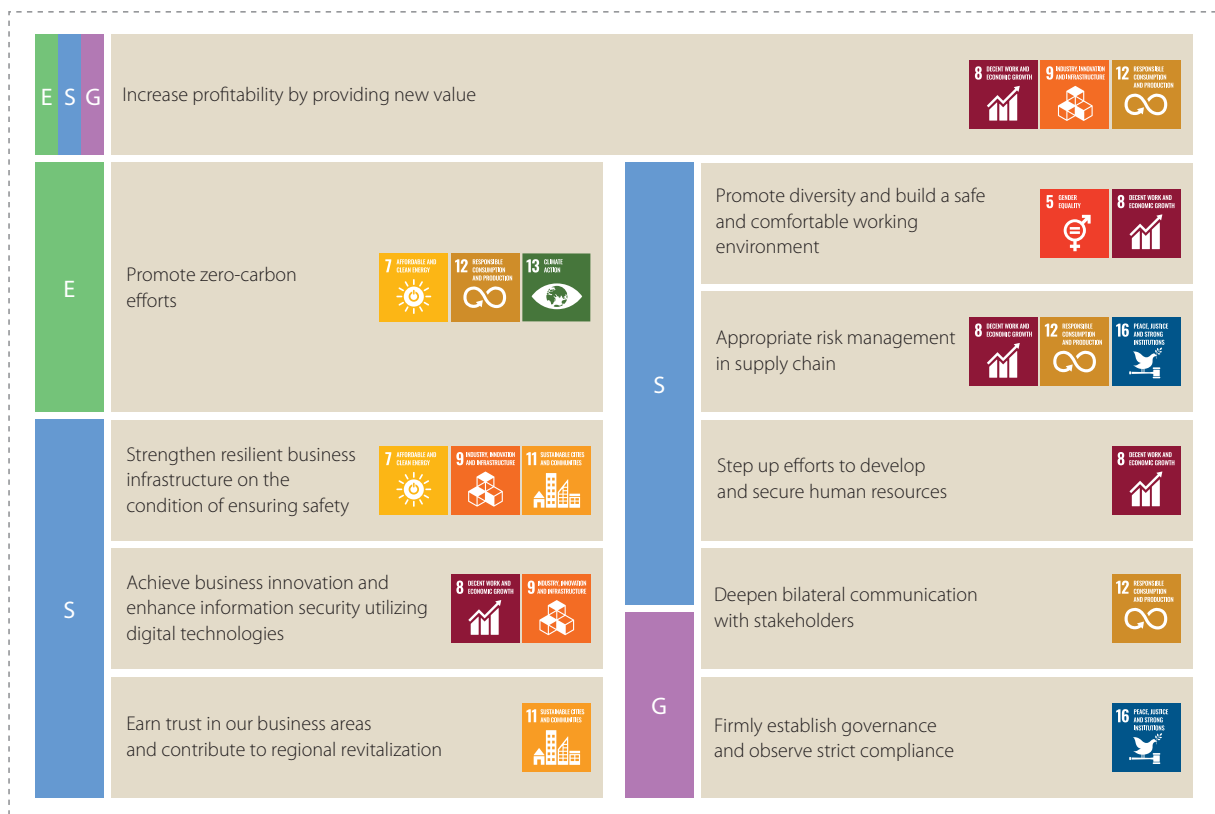 E S G
Increase profitability by providing new value
8 DECENT WORK AND
ECONOMIC GROWTH
9 INDUSTRY, INNOVATION
AND INFRASTRUCTURE
12 RESPONSIBLE
CONSUMPTION
AND PRODUCTION
E
Promote zero-carbon
efforts
7 AFFORDABLE AND
CLEAN ENERGY
12 RESPONSIBLE
CONSUMPTION
AND PRODUCTION
13 CLIMATE
ACTION
S
Strengthen resilient business
infrastructure on the
condition of ensuring safety
7 AFFORDABLE AND
CLEAN ENERGY
9 INDUSTRY, INNOVATION
AND INFRASTRUCTURE
11 SUSTAINABLE CITIES
AND COMMUNITIES
Achieve business innovation and
enhance information security utilizing
digital technologies
8 DECENT WORK AND
ECONOMIC GROWTH
9 INDUSTRY, INNOVATION
AND INFRASTRUCTURE
Earn trust in our business areas
and contribute to regional revitalization
11 SUSTAINABLE CITIES
AND COMMUNITIES
S
Promote diversity and build a safe
and comfortable working
environment
5 GENDER
EQUALITY
8 DECENT WORK AND
ECONOMIC GROWTH
Appropriate risk management
in supply chain
8 DECENT WORK AND
ECONOMIC GROWTH
12 RESPONSIBLE
CONSUMPTION
AND PRODUCTION
16 PEACE, JUSTICE
AND STRONG
INSTITUTIONS
Step up efforts to develop
and secure human resources
8 DECENT WORK AND
ECONOMIC GROWTH
Deepen bilateral communication
with stakeholders
12 RESPONSIBLE
CONSUMPTION
AND PRODUCTION
G
Firmly establish governance
and observe strict compliance
16 PEACE, JUSTICE
AND STRONG
INSTITUTIONS